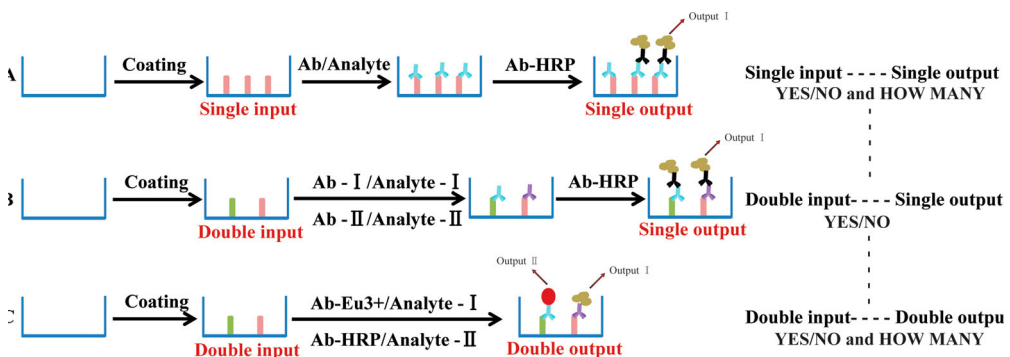 Output Ⅰ
A
Coating
Ab/Analyte
Ab-HRP
Single input - - - - Single output
YES/NO and HOW MANY
Single input
Single output
Output Ⅰ
Coating
Ab - Ⅰ /Analyte - Ⅰ
Ab - Ⅱ /Analyte - Ⅱ
Ab-HRP
Double input - - - - Single output
YES/NO
Double input
Single output
Output Ⅱ
Output Ⅰ
C
Coating
Ab-Eu3+/Analyte - Ⅰ
Ab-HRP/Analyte - Ⅱ
Double input - - - - Double outpu
YES/NO and HOW MANY
Double input
Double output